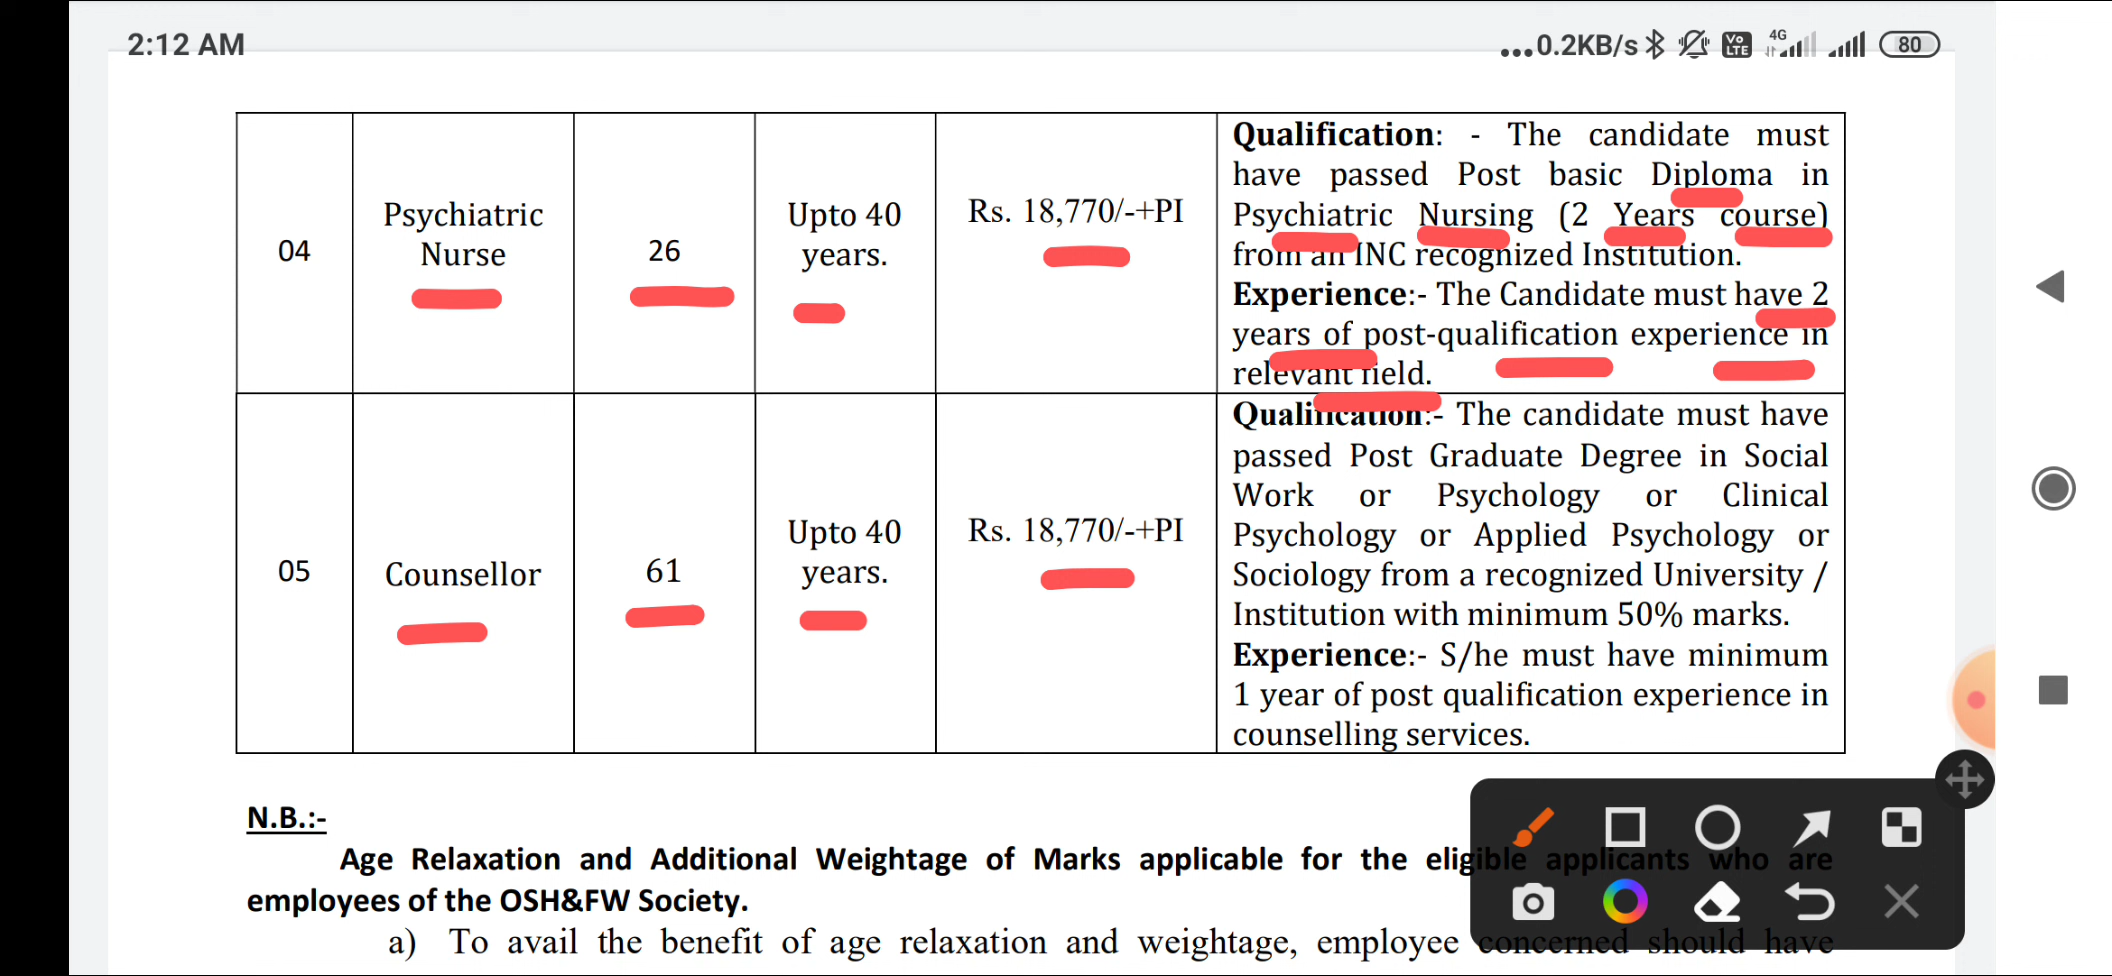 2:12 AM
...0.2KB/s Vo LTE 4G 80
04
Psychiatric
Nurse
26
Upto 40
years.
Rs. 18,770/-+PI
Qualification: - The candidate must
have passed Post basic Diploma in
Psychiatric Nursing (2 Years course)
from an INC recognized Institution.
Experience:- The Candidate must have 2
years of post-qualification experience in
relevant field.
05
Counsellor
61
Upto 40
years.
Rs. 18,770/-+PI
Qualification:- The candidate must have
passed Post Graduate Degree in Social
Work or Psychology or Clinical
Psychology or Applied Psychology or
Sociology from a recognized University /
Institution with minimum 50% marks.
Experience:- S/he must have minimum
1 year of post qualification experience in
counselling services.
N.B.:-
Age Relaxation and Additional Weightage of Marks applicable for the eligible applicants who are
employees of the OSH&FW Society.
a) To avail the benefit of age relaxation and weightage, employee concerned should have